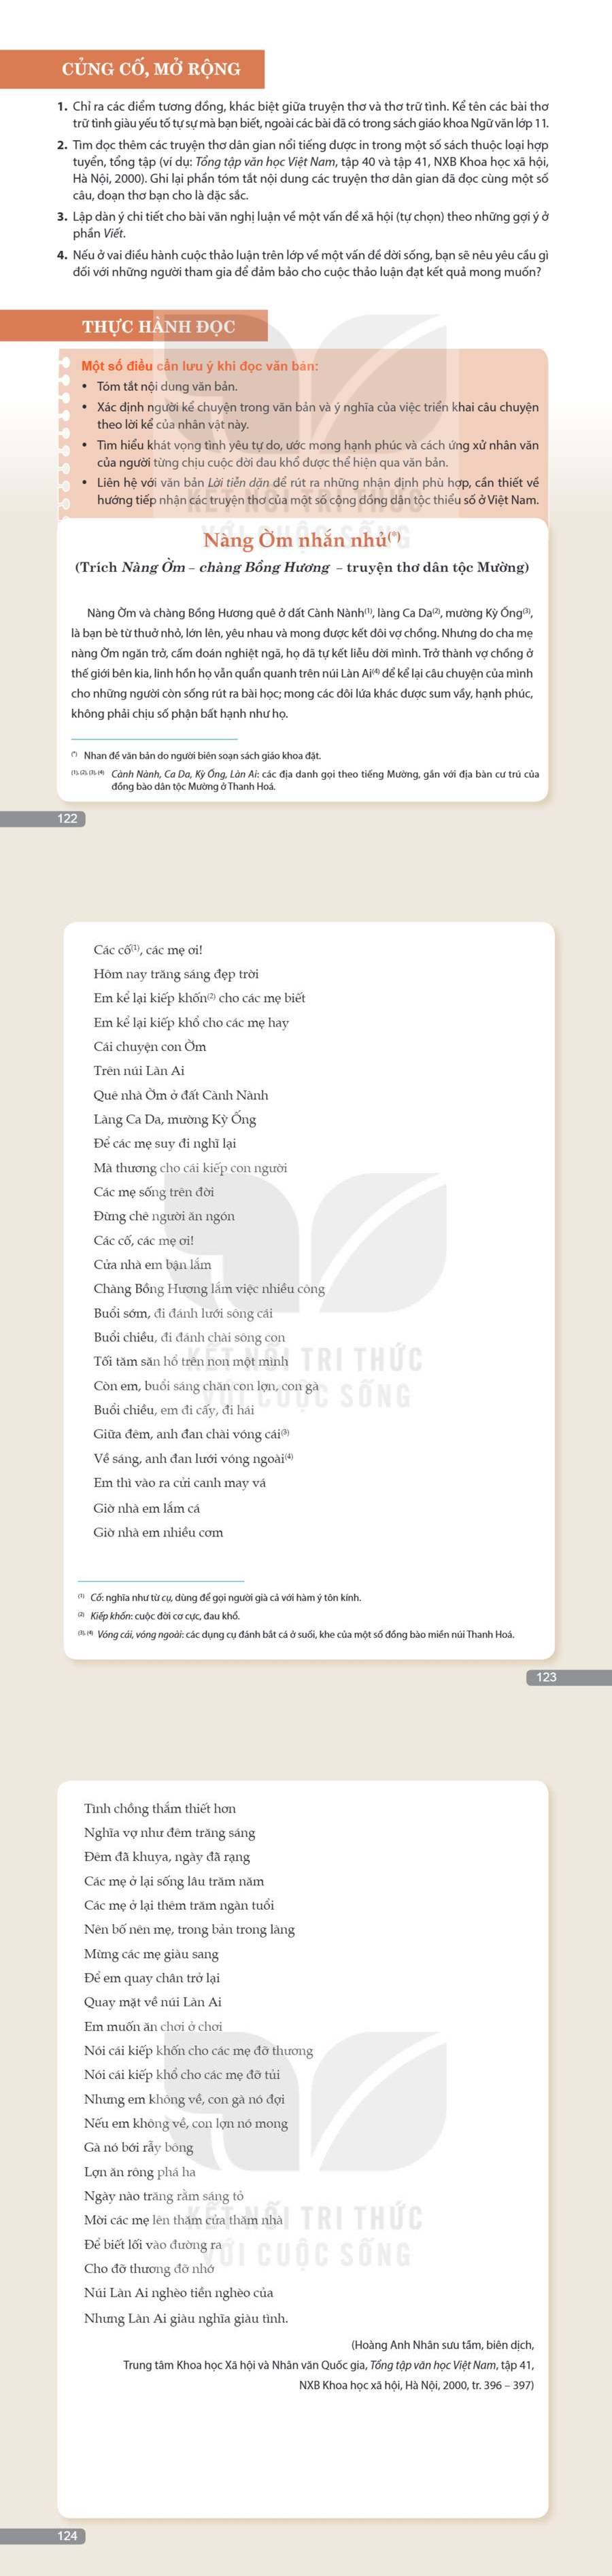 CỦNG CỐ, MỞ RỘNG
1. Chỉ ra các điểm tương đồng, khác biệt giữa truyện thơ và thơ trữ tình. Kể tên các bài thơ
trữ tình giàu yếu tố tự sự mà bạn biết, ngoài các bài đã có trong sách giáo khoa Ngữ văn lớp 11.
2. Tìm đọc thêm các truyện thơ dân gian nổi tiếng được in trong một số sách thuộc loại hợp
tuyển, tổng tập (ví dụ: Tổng tập văn học Việt Nam, tập 40 và tập 41, NXB Khoa học xã hội,
Hà Nội, 2000). Ghi lại phần tóm tắt nội dung các truyện thơ dân gian đã đọc cùng một số
câu, đoạn thơ bạn cho là đặc sắc.
3. Lập dàn ý chi tiết cho bài văn nghị luận về một vấn đề xã hội (tự chọn) theo những gợi ý ở
phần Viết.
4. Nếu ở vai điều hành cuộc thảo luận trên lớp về một vấn đề đời sống, bạn sẽ nêu yêu cầu gì
đối với những người tham gia để đảm bảo cho cuộc thảo luận đạt kết quả mong muốn?
THỰC HÀNH ĐỌC
Một số điều cần lưu ý khi đọc văn bản:
• Tóm tắt nội dung văn bản.
• Xác định người kể chuyện trong văn bản và ý nghĩa của việc triển khai câu chuyện
theo lời kể của nhân vật này.
• Tìm hiểu khát vọng tình yêu tự do, ước mong hạnh phúc và cách ứng xử nhân văn
của người từng chịu cuộc đời đau khổ được thể hiện qua văn bản.
• Liên hệ với văn bản Lời tiễn dặn để rút ra những nhận định phù hợp, cần thiết về
hướng tiếp nhận các truyện thơ của một số cộng đồng dân tộc thiểu số ở Việt Nam.
KẾT NỐI TRI THỨC
VỚI CUỘC SỐNG
Nàng Ờm nhắn nhủ(*)
(Trích Nàng Ờm – chàng Bồng Hương – truyện thơ dân tộc Mường)
Nàng Ờm và chàng Bồng Hương quê ở đất Cành Nành(1), làng Ca Da(2), mường Kỳ Ống(3),
là bạn bè từ thuở nhỏ, lớn lên, yêu nhau và mong được kết đôi vợ chồng. Nhưng do cha mẹ
nàng Ờm ngăn trở, cấm đoán nghiệt ngã, họ đã tự kết liễu đời mình. Trở thành vợ chồng ở
thế giới bên kia, linh hồn họ vẫn quẩn quanh trên núi Làn Ai(4) để kể lại câu chuyện của mình
cho những người còn sống rút ra bài học; mong các đôi lứa khác được sum vầy, hạnh phúc,
không phải chịu số phận bất hạnh như họ.
(*) Nhan đề văn bản do người biên soạn sách giáo khoa đặt.
(1), (2), (3), (4) Cành Nành, Ca Da, Kỳ Ống, Làn Ai: các địa danh gọi theo tiếng Mường, gắn với địa bàn cư trú của
đồng bào dân tộc Mường ở Thanh Hoá.
122
Các cố(1), các mẹ ơi!
Hôm nay trăng sáng đẹp trời
Em kể lại kiếp khốn(2) cho các mẹ biết
Em kể lại kiếp khổ cho các mẹ hay
Cái chuyện con Ờm
Trên núi Làn Ai
Quê nhà Ờm ở đất Cành Nành
Làng Ca Da, mường Kỳ Ống
Để các mẹ suy đi nghĩ lại
Mà thương cho cái kiếp con người
Các mẹ sống trên đời
Đừng chê người ăn ngón
Các cố, các mẹ ơi!
Cửa nhà em bận lắm
Chàng Bồng Hương lắm việc nhiều công
Buổi sớm, đi đánh lưới sông cái
Buổi chiều, đi đánh chài sông con
Tối tăm săn hổ trên non một mình
Còn em, buổi sáng chăn con lợn, con gà
Buổi chiều, em đi cấy, đi hái
Giữa đêm, anh đan chài vóng cái(3)
Về sáng, anh đan lưới vóng ngoài(4)
Em thì vào ra cửi canh may vá
Giờ nhà em lắm cá
Giờ nhà em nhiều cơm
KẾT NỐI TRI THỨC
VỚI CUỘC SỐNG
(1) Cố: nghĩa như từ cụ, dùng để gọi người già cả với hàm ý tôn kính.
(2) Kiếp khốn: cuộc đời cơ cực, đau khổ.
(3), (4) Vóng cái, vóng ngoài: các dụng cụ đánh bắt cá ở suối, khe của một số đồng bào miền núi Thanh Hoá.
123
Tình chồng thắm thiết hơn
Nghĩa vợ như đêm trăng sáng
Đêm đã khuya, ngày đã rạng
Các mẹ ở lại sống lâu trăm năm
Các mẹ ở lại thêm trăm ngàn tuổi
Nên bố nên mẹ, trong bản trong làng
Mừng các mẹ giàu sang
Để em quay chân trở lại
Quay mặt về núi Làn Ai
Em muốn ăn chơi ở chơi
Nói cái kiếp khốn cho các mẹ đỡ thương
Nói cái kiếp khổ cho các mẹ đỡ tủi
Nhưng em không về, con gà nó đợi
Nếu em không về, con lợn nó mong
Gà nó bới rẫy bông
Lợn ăn rông phá ha
Ngày nào trăng rằm sáng tỏ
Mời các mẹ lên thăm cửa thăm nhà
Để biết lối vào đường ra
Cho đỡ thương đỡ nhớ
Núi Làn Ai nghèo tiền nghèo của
Nhưng Làn Ai giàu nghĩa giàu tình.
KẾT NỐI TRI THỨC
VỚI CUỘC SỐNG
(Hoàng Anh Nhân sưu tầm, biên dịch,
Trung tâm Khoa học Xã hội và Nhân văn Quốc gia, Tổng tập văn học Việt Nam, tập 41,
NXB Khoa học xã hội, Hà Nội, 2000, tr. 396 – 397)
124